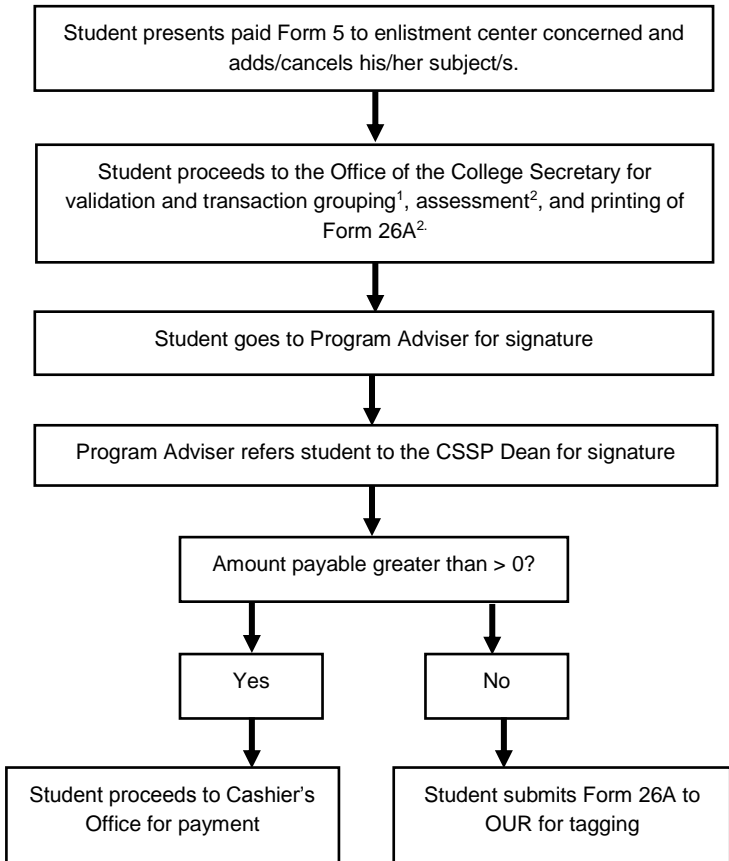 Student presents paid Form 5 to enlistment center concerned and
adds/cancels his/her subject/s.
Student proceeds to the Office of the College Secretary for
validation and transaction grouping¹, assessment², and printing of
Form 26A².
Student goes to Program Adviser for signature
Program Adviser refers student to the CSSP Dean for signature
Amount payable greater than > 0?
Yes
No
Student proceeds to Cashier’s
Office for payment
Student submits Form 26A to
OUR for tagging